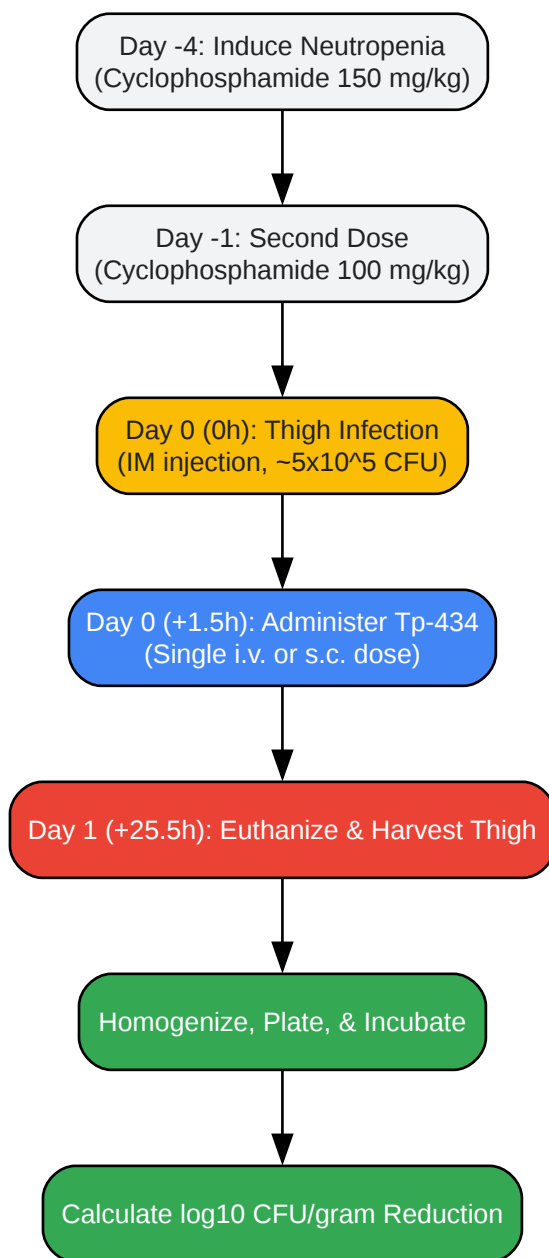 Day -4: Induce Neutropenia
(Cyclophosphamide 150 mg/kg)
Day -1: Second Dose
(Cyclophosphamide 100 mg/kg)
Day 0 (0h): Thigh Infection
(IM injection, ~5x10^5 CFU)
Day 0 (+1.5h): Administer Tp-434
(Single i.v. or s.c. dose)
Day 1 (+25.5h): Euthanize & Harvest Thigh
Homogenize, Plate, & Incubate
Calculate log10 CFU/gram Reduction